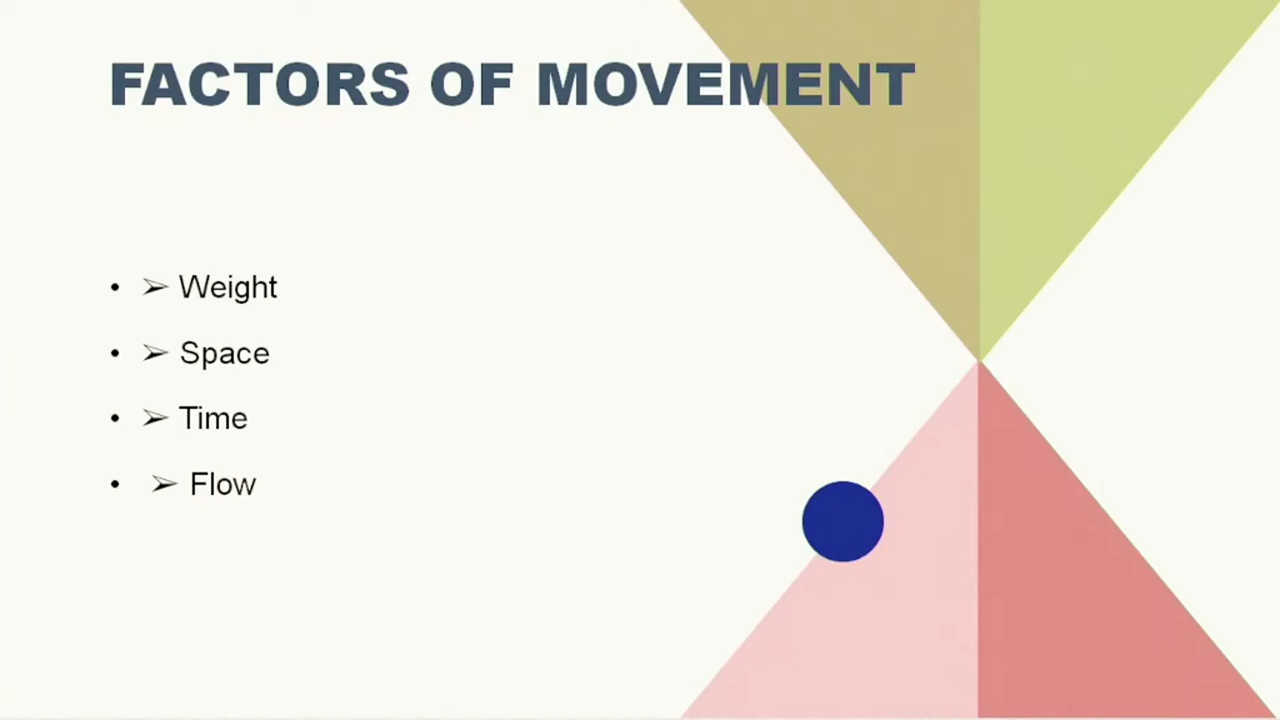 FACTORS OF MOVEMENT
• ➢ Weight
• ➢ Space
• ➢ Time
• ➢ Flow